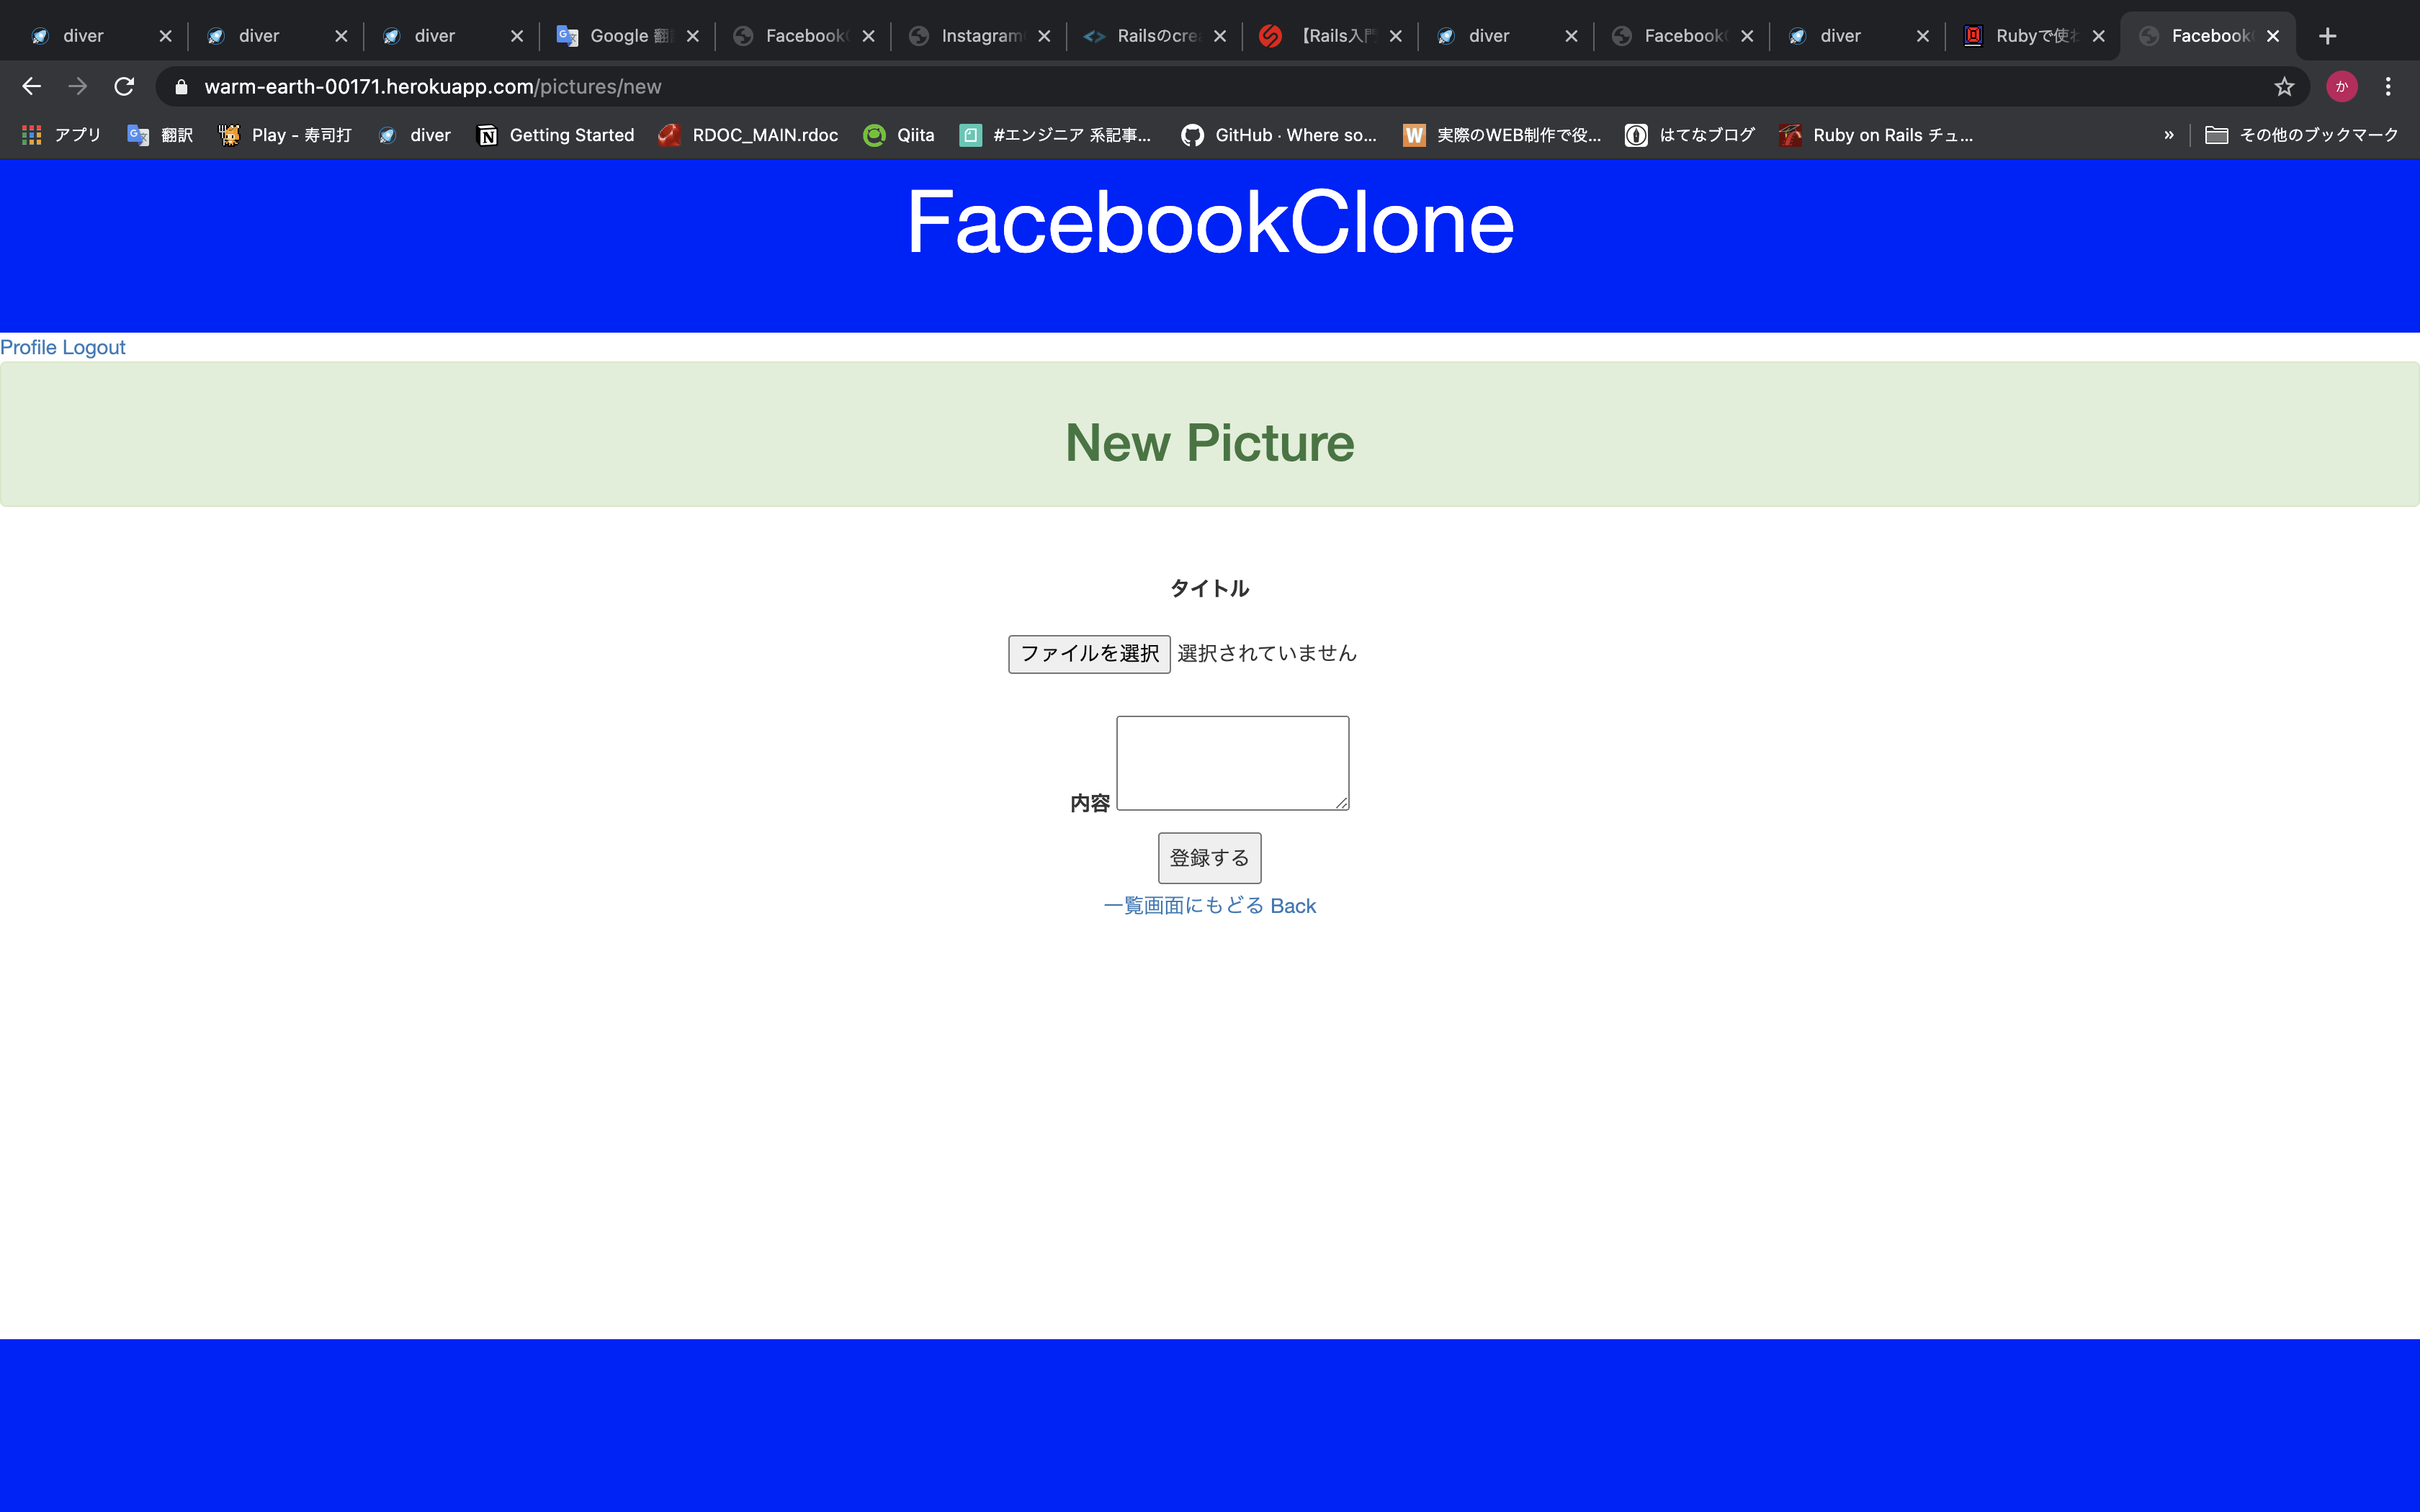 diver
diver
diver
Google 翻
Facebook
Instagram
Railsのcre
【Rails入門
diver
Facebook
diver
Rubyで使わ
Facebook
warm-earth-00171.herokuapp.com/pictures/new
か
アプリ
翻訳
Play - 寿司打
diver
Getting Started
RDOC_MAIN.rdoc
Qiita
#エンジニア 系記事...
GitHub · Where so...
実際のWEB制作で役...
はてなブログ
Ruby on Rails チュ...
»
その他のブックマーク
FacebookClone
Profile Logout
New Picture
タイトル
ファイルを選択 選択されていません
内容
登録する
一覧画面にもどる Back